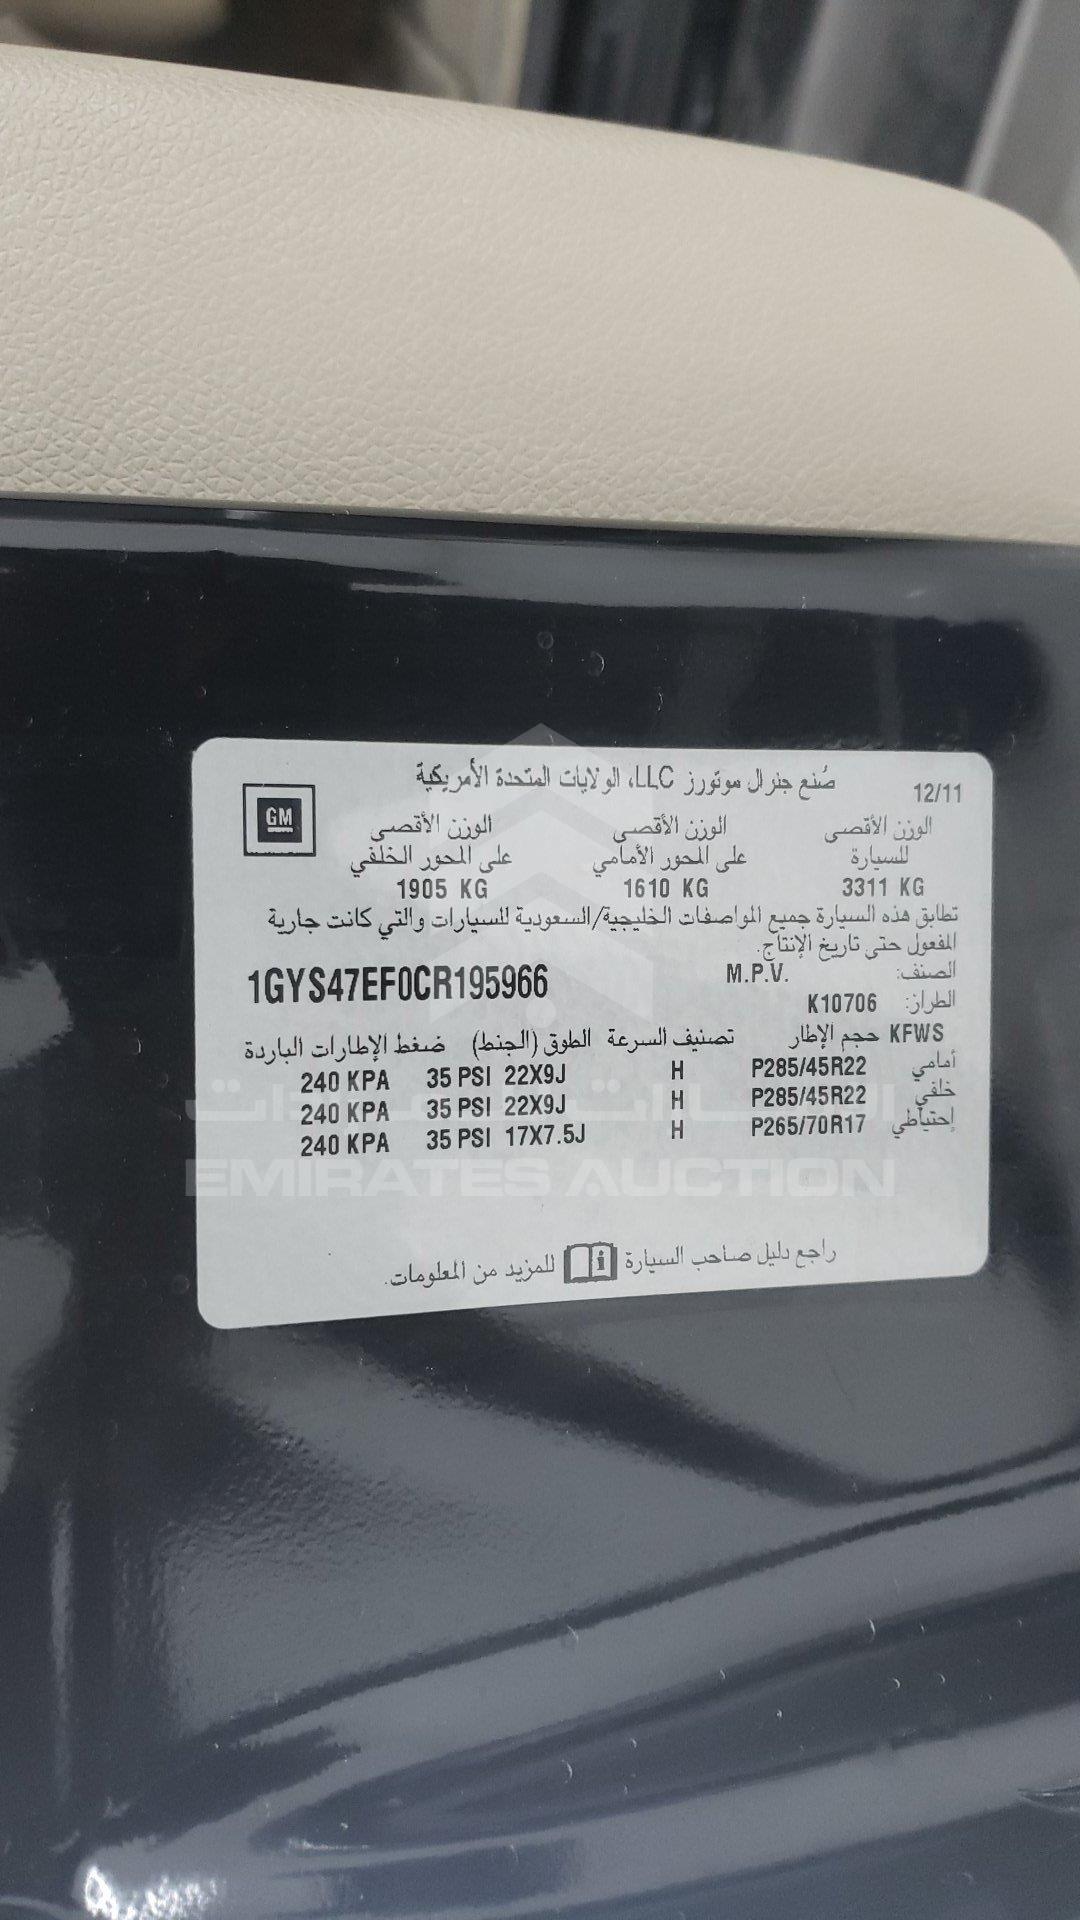 صُنع جنرال موتورز LLC، الولايات المتحدة الأمريكية
12/11
GM
الوزن الأقصى الوزن الأقصى الوزن الأقصى
للسيارة على المحور الأمامي على المحور الخلفي
3311 KG 1610 KG 1905 KG
تطابق هذه السيارة جميع المواصفات الخليجية/السعودية للسيارات والتي كانت جارية
المفعول حتى تاريخ الإنتاج.
الصنف: M.P.V.
1GYS47EF0CR195966
الطراز: K10706
KFWS حجم الإطار تصنيف السرعة الطوق (الجنط) ضغط الإطارات الباردة
أمامي P285/45R22 H 22X9J 35 PSI 240 KPA
خلفي P285/45R22 H 22X9J 35 PSI 240 KPA
إحتياطي P265/70R17 H 17X7.5J 35 PSI 240 KPA
EMIRATES AUCTION
راجع دليل صاحب السيارة للمزيد من المعلومات.